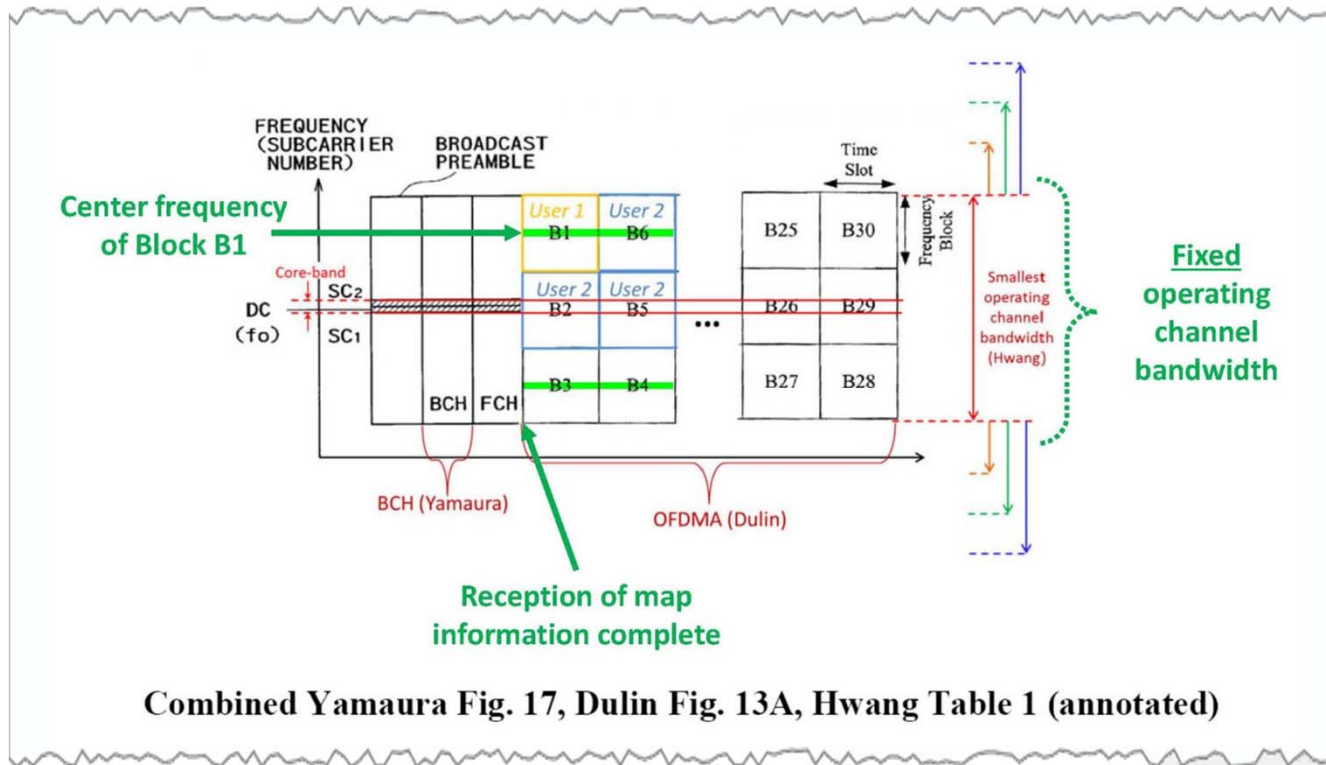 FREQUENCY
(SUBCARRIER
NUMBER)
BROADCAST
PREAMBLE
Time
Slot
Center frequency
of Block B1
User 1
User 2
B1
B6
B25
B30
Frequency
Block
Core-band
SC2
DC
(fo)
SC1
User 2
User 2
B2
B5
...
B26
B29
Smallest
operating
channel
bandwidth
(Hwang)
Fixed
operating
channel
bandwidth
B3
B4
B27
B28
BCH
FCH
BCH (Yamaura)
OFDMA (Dulin)
Reception of map
information complete
Combined Yamaura Fig. 17, Dulin Fig. 13A, Hwang Table 1 (annotated)